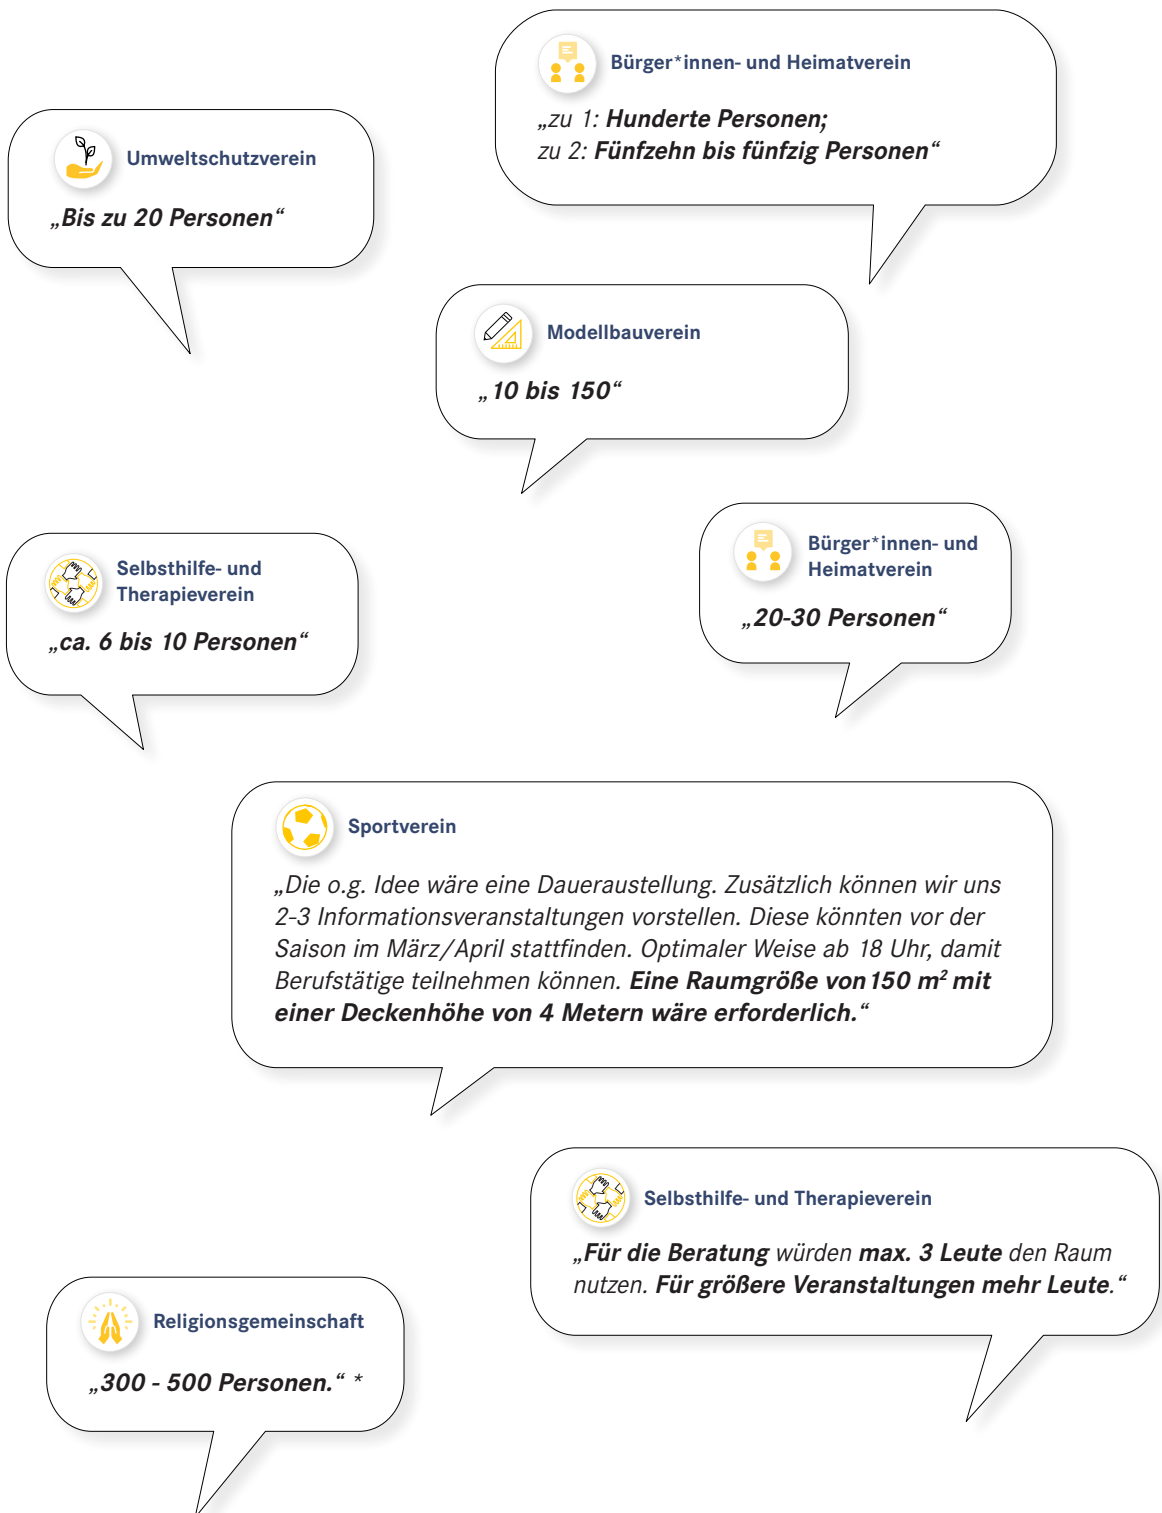 Bürger*innen- und Heimatverein
„zu 1: Hunderte Personen;
zu 2: Fünfzehn bis fünfzig Personen“
Umweltschutzverein
„Bis zu 20 Personen“
Modellbauverein
„10 bis 150“
Selbsthilfe- und
Therapieverein
„ca. 6 bis 10 Personen“
Bürger*innen- und
Heimatverein
„20-30 Personen“
Sportverein
„Die o.g. Idee wäre eine Daueraustellung. Zusätzlich können wir uns
2-3 Informationsveranstaltungen vorstellen. Diese könnten vor der
Saison im März/April stattfinden. Optimaler Weise ab 18 Uhr, damit
Berufstätige teilnehmen können. Eine Raumgröße von 150 m² mit
einer Deckenhöhe von 4 Metern wäre erforderlich.“
Selbsthilfe- und Therapieverein
„Für die Beratung würden max. 3 Leute den Raum
nutzen. Für größere Veranstaltungen mehr Leute.“
Religionsgemeinschaft
„300 - 500 Personen.“ *